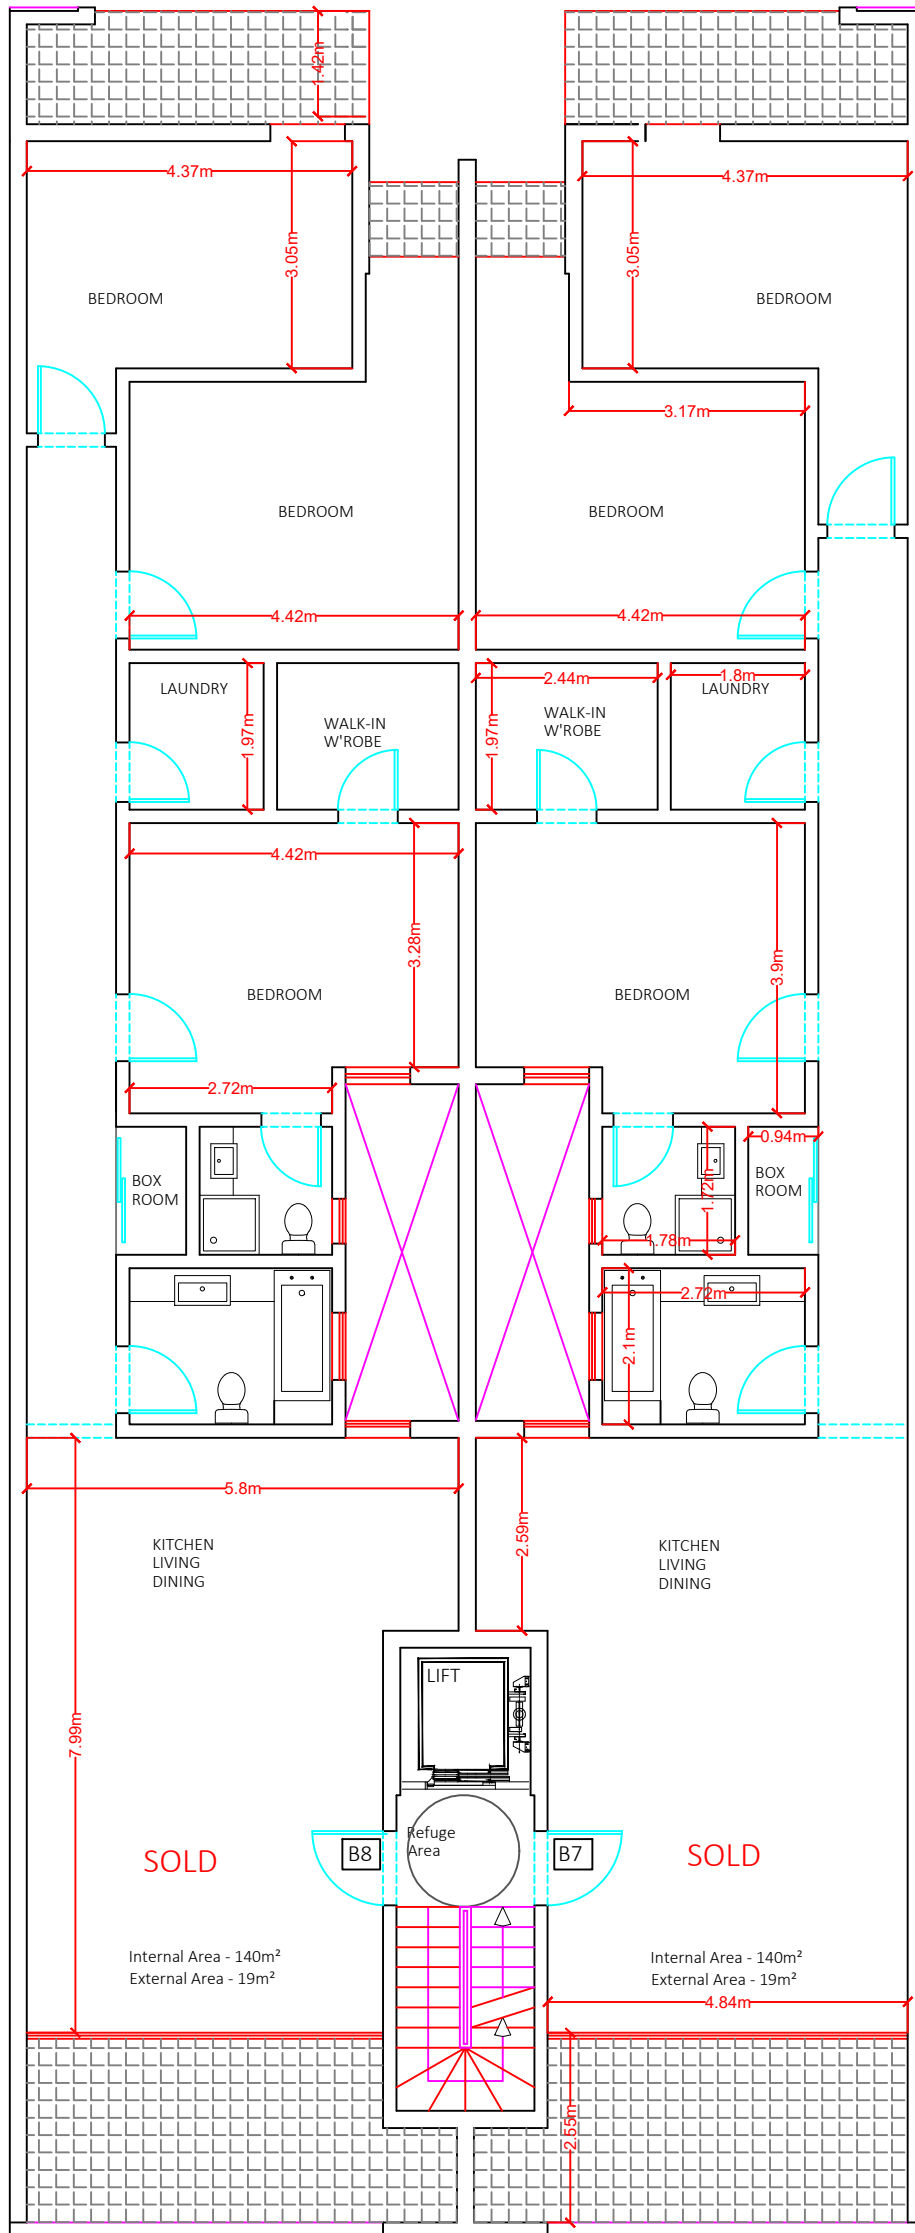 1.42m
4.37m
4.37m
3.05m
3.05m
BEDROOM
BEDROOM
3.17m
BEDROOM
BEDROOM
4.42m
4.42m
LAUNDRY
WALK-IN
W'ROBE
1.97m
1.97m
2.44m
WALK-IN
W'ROBE
1.8m
LAUNDRY
4.42m
3.28m
3.9m
BEDROOM
BEDROOM
2.72m
0.94m
BOX
ROOM
1.72m
BOX
ROOM
1.78m
2.72m
2.1m
5.8m
2.59m
KITCHEN
LIVING
DINING
KITCHEN
LIVING
DINING
LIFT
7.99m
Refuge
Area
B8
B7
SOLD
SOLD
Internal Area - 140m²
External Area - 19m²
Internal Area - 140m²
External Area - 19m²
4.84m
2.55m